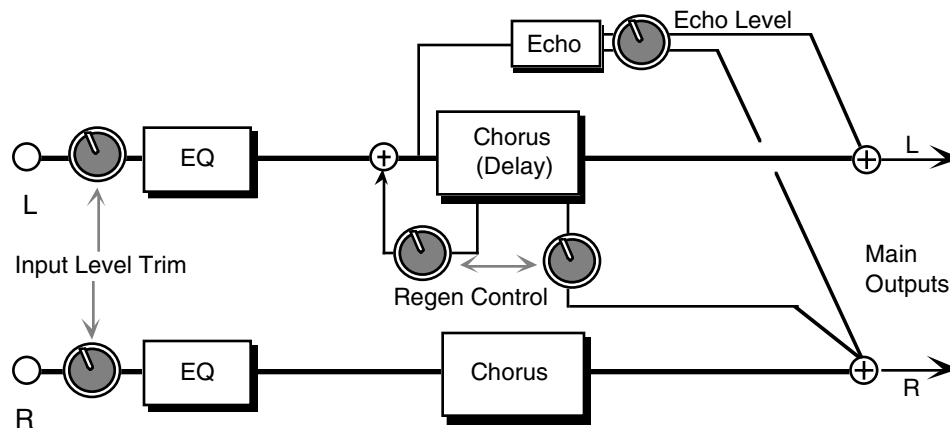 Echo Level
Echo
EQ
Chorus
(Delay)
L
L
Input Level Trim
Regen Control
Main
Outputs
EQ
Chorus
R
R